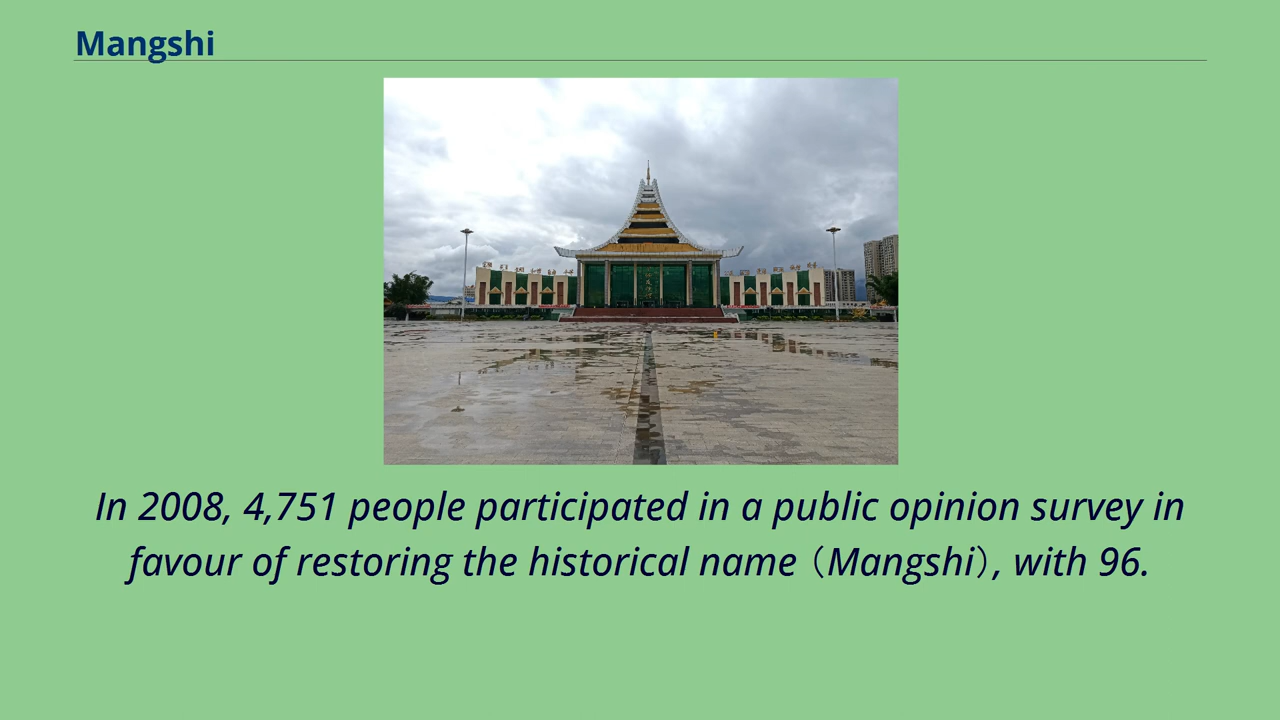 Mangshi
In 2008, 4,751 people participated in a public opinion survey in
favour of restoring the historical name（Mangshi）, with 96.